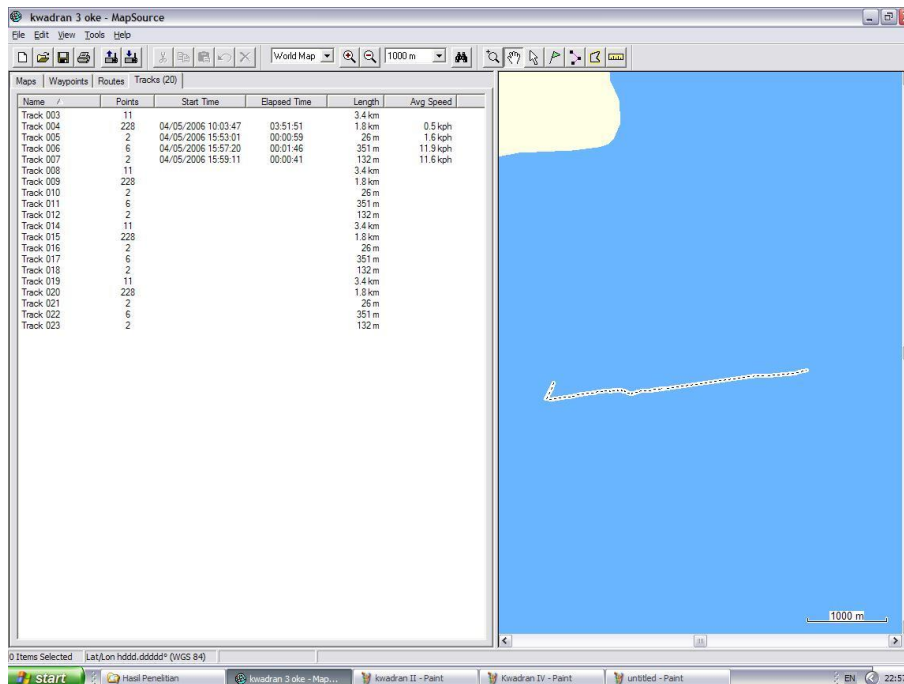 kwadran 3 oke - MapSource
File Edit View Tools Help
World Map 1000 m
Maps Waypoints Routes Tracks (20)
Name Points Start Time Elapsed Time Length Avg Speed
Track 003 11 3.4 km
Track 004 228 04/05/2006 10:03:47 03:51:51 1.8 km 0.5 kph
Track 005 2 04/05/2006 15:53:01 00:00:59 26 m 1.6 kph
Track 006 6 04/05/2006 15:57:20 00:01:46 351 m 11.9 kph
Track 007 2 04/05/2006 15:59:11 00:00:41 132 m 11.6 kph
Track 008 11 3.4 km
Track 009 228 1.8 km
Track 010 2 26 m
Track 011 6 351 m
Track 012 2 132 m
Track 014 11 3.4 km
Track 015 228 1.8 km
Track 016 2 26 m
Track 017 6 351 m
Track 018 2 132 m
Track 019 11 3.4 km
Track 020 228 1.8 km
Track 021 2 26 m
Track 022 6 351 m
Track 023 2 132 m
1000 m
0 Items Selected Lat/Lon hddd.ddddd° (WGS 84)
start Hasil Penelitian kwadran 3 oke - Map... kwadran II - Paint Kwadran IV - Paint untitled - Paint EN 22:57